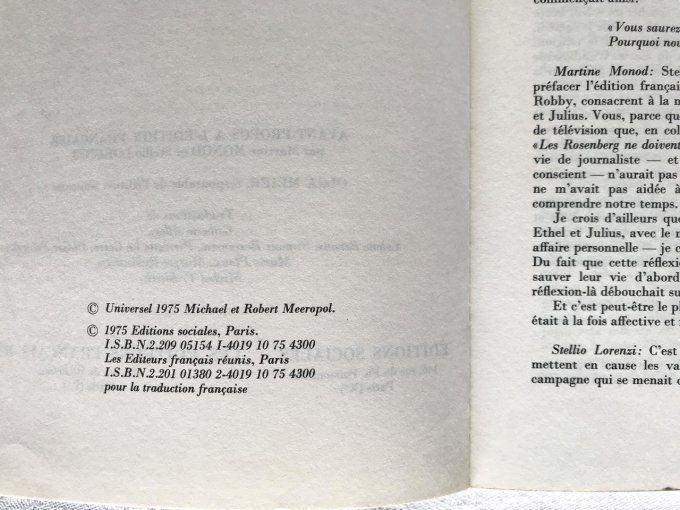 © Universel 1975 Michael et Robert Meeropol.
© 1975 Editions sociales, Paris.
I.S.B.N.2.209 05154 1-4019 10 75 4300
Les Editeurs français réunis, Paris
I.S.B.N.2.201 01380 2-4019 10 75 4300
pour la traduction française
commençait ainsi:
« Vous saurez
Pourquoi nou
Martine Monod: Ste
préfacer l'édition françai
Robby, consacrent à la m
et Julius. Vous, parce qu
de télévision que, en col
«Les Rosenberg ne doivent
vie de journaliste — et
conscient — n'aurait pas
ne m'avait pas aidée à
comprendre notre temps.
Je crois d'ailleurs que
Ethel et Julius, avec le m
affaire personnelle — je c
Du fait que cette réflexio
sauver leur vie d'abord
réflexion-là débouchait su
Et c'est peut-être le pl
était à la fois affective et r
Stellio Lorenzi: C'est
mettent en cause les va
campagne qui se menait d